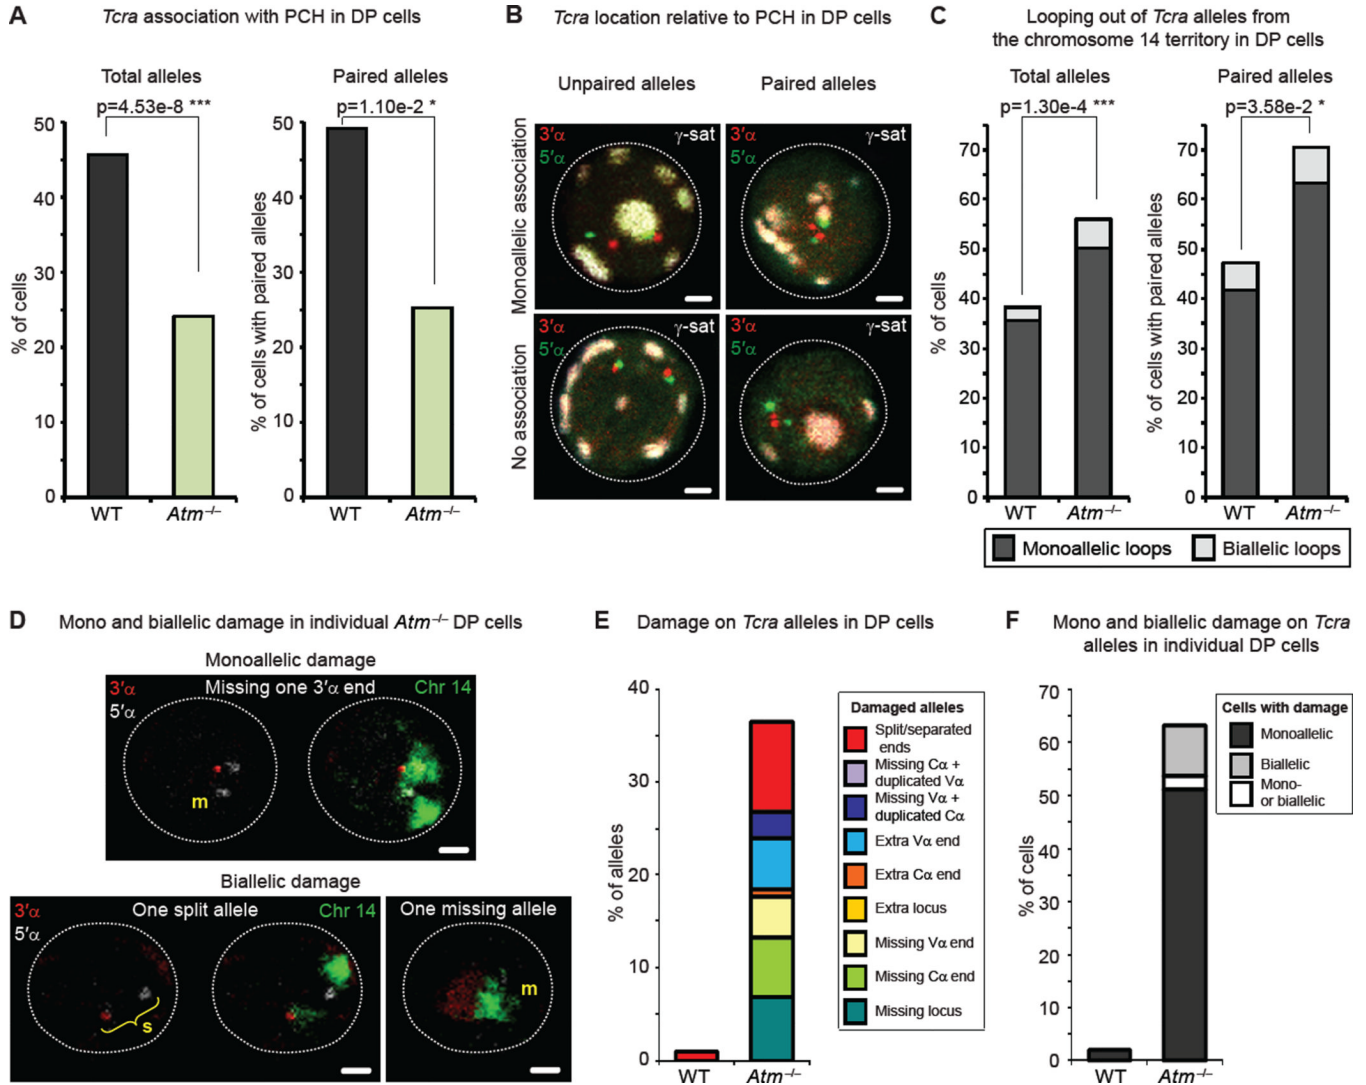 A
Tcra association with PCH in DP cells
Total alleles
p=4.53e-8 ***
% of cells
50
40
30
20
10
0
WT
Atm–/–
Paired alleles
p=1.10e-2 *
% of cells with paired alleles
50
40
30
20
10
0
WT
Atm–/–
B
Tcra location relative to PCH in DP cells
Unpaired alleles
Paired alleles
Monoallelic association
3′α
5′α
γ-sat
3′α
5′α
γ-sat
No association
3′α
5′α
γ-sat
3′α
5′α
γ-sat
C
Looping out of Tcra alleles from
the chromosome 14 territory in DP cells
Total alleles
p=1.30e-4 ***
% of cells
70
60
50
40
30
20
10
0
WT
Atm–/–
Paired alleles
p=3.58e-2 *
% of cells with paired alleles
70
60
50
40
30
20
10
0
WT
Atm–/–
Monoallelic loops
Biallelic loops
D
Mono and biallelic damage in individual Atm–/– DP cells
Monoallelic damage
3′α
5′α
Missing one 3′α end
Chr 14
m
Biallelic damage
3′α
5′α
One split allele
Chr 14
s
One missing allele
m
E
Damage on Tcra alleles in DP cells
% of alleles
40
30
20
10
0
WT
Atm–/–
Damaged alleles
Split/separated
ends
Missing Cα +
duplicated Vα
Missing Vα +
duplicated Cα
Extra Vα end
Extra Cα end
Extra locus
Missing Vα end
Missing Cα end
Missing locus
F
Mono and biallelic damage on Tcra
alleles in individual DP cells
% of cells
70
60
50
40
30
20
10
0
WT
Atm–/–
Cells with damage
Monoallelic
Biallelic
Mono-
or biallelic